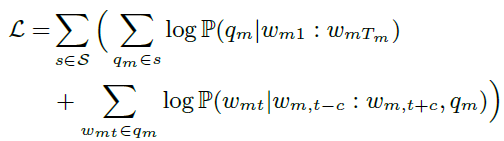 ℒ = ∑_{s∈𝒮} ( ∑_{q_m∈s} log ℙ(q_m|w_{m1} : w_{mT_m})
+ ∑_{w_{mt}∈q_m} log ℙ(w_{mt}|w_{m,t−c} : w_{m,t+c}, q_m) )